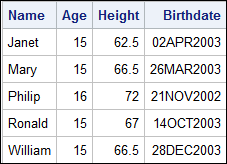 Name Age Height Birthdate
Janet 15 62.5 02APR2003
Mary 15 66.5 26MAR2003
Philip 16 72 21NOV2002
Ronald 15 67 14OCT2003
William 15 66.5 28DEC2003